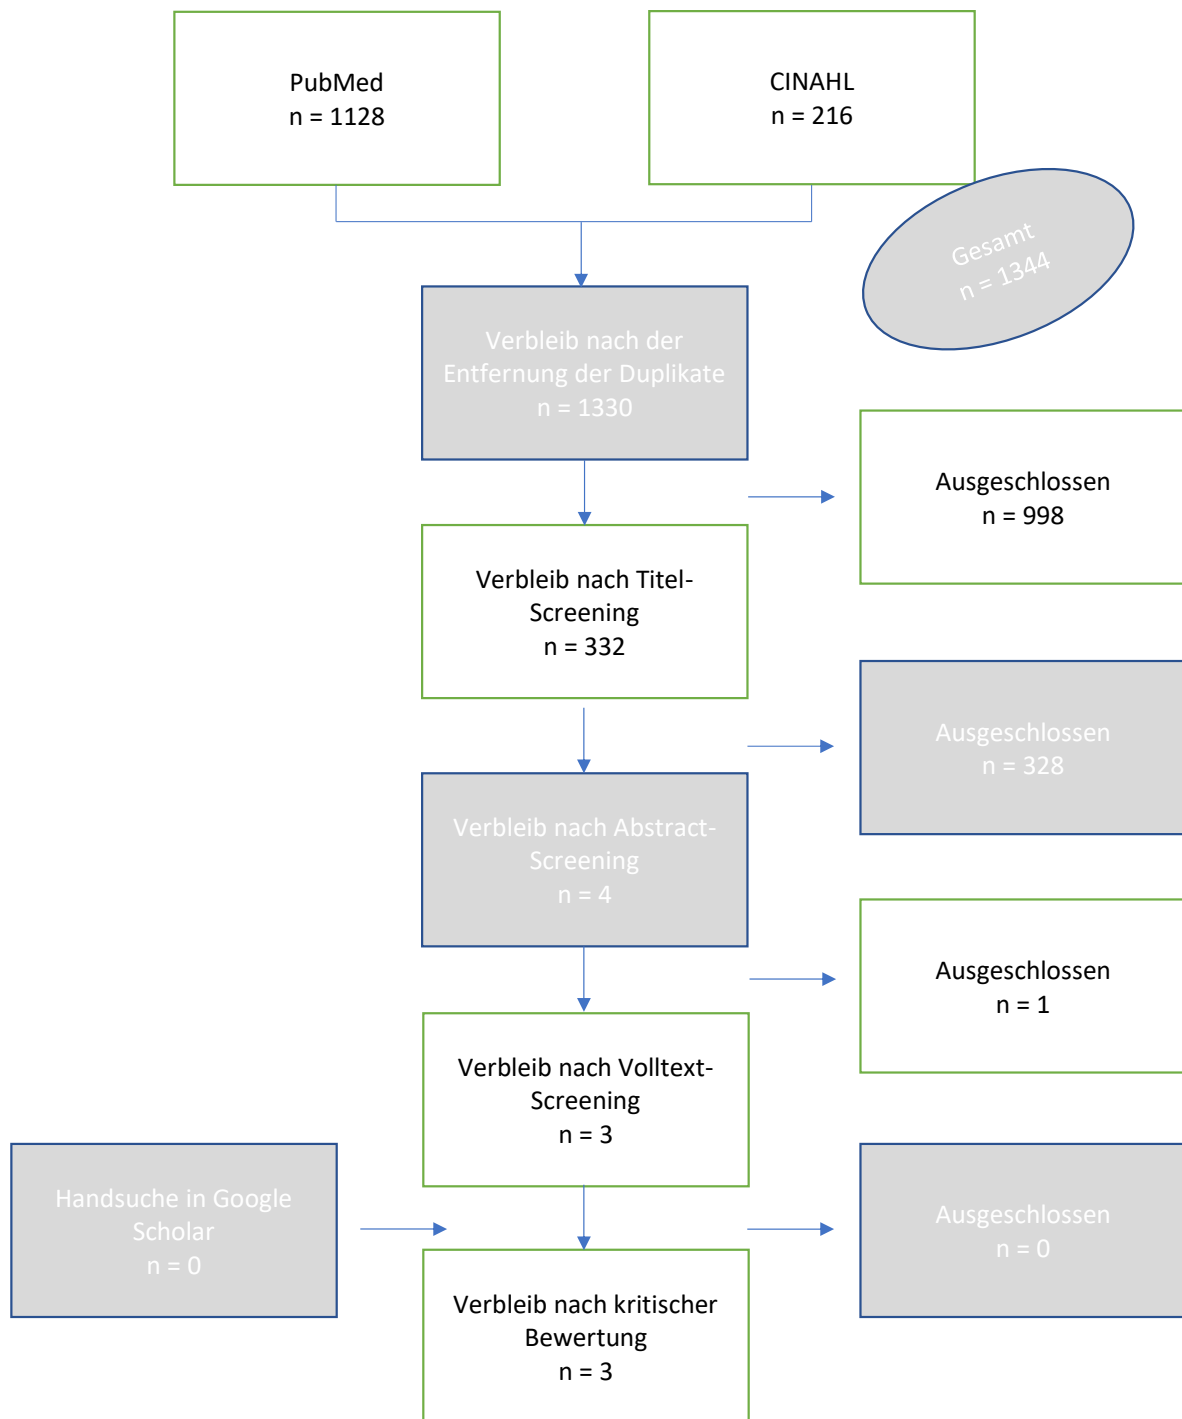 PubMed
n = 1128
CINAHL
n = 216
Gesamt
n = 1344
Verbleib nach der
Entfernung der Duplikate
n = 1330
Ausgeschlossen
n = 998
Verbleib nach Titel-
Screening
n = 332
Ausgeschlossen
n = 328
Verbleib nach Abstract-
Screening
n = 4
Ausgeschlossen
n = 1
Verbleib nach Volltext-
Screening
n = 3
Handsuche in Google
Scholar
n = 0
Ausgeschlossen
n = 0
Verbleib nach kritischer
Bewertung
n = 3